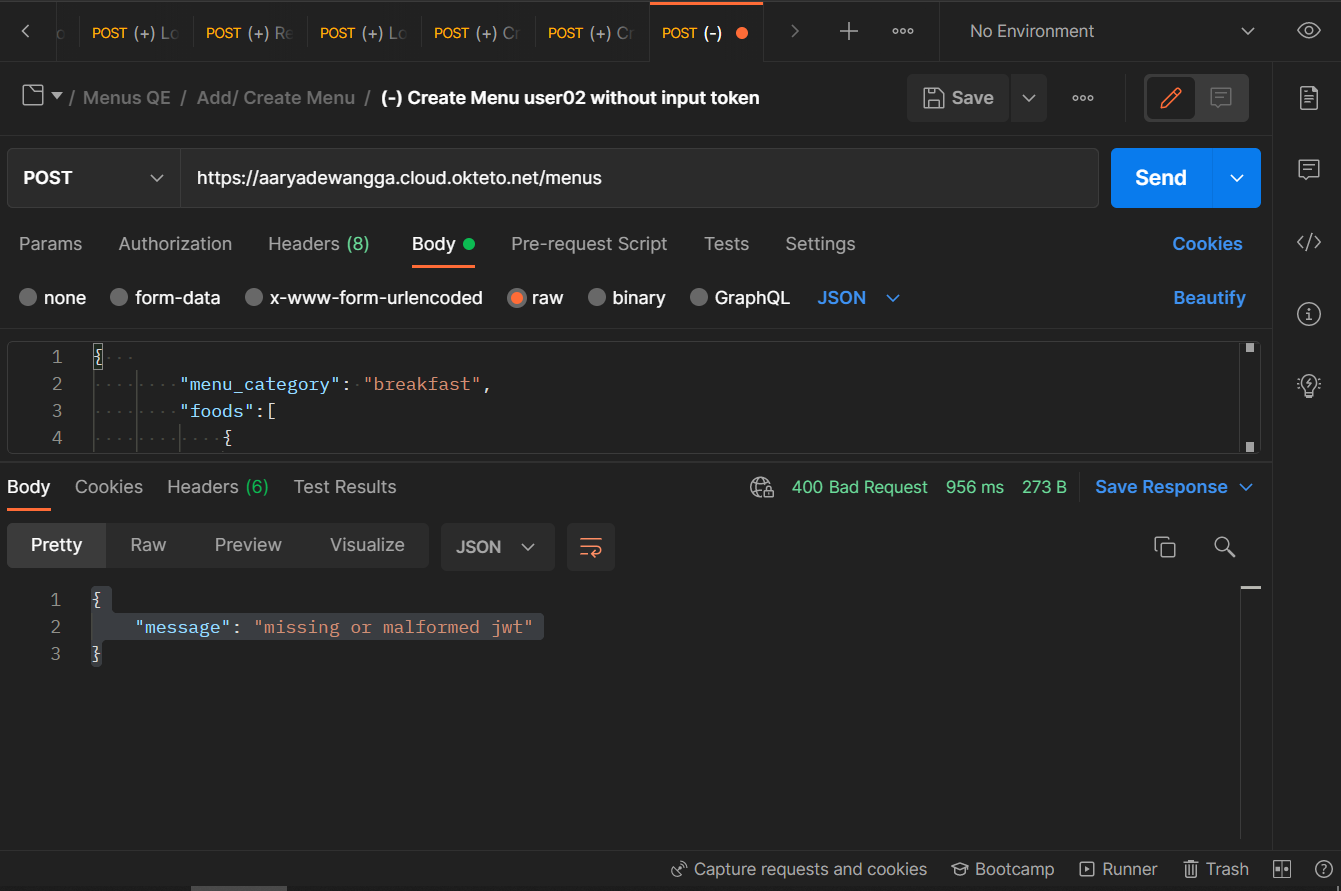 POST (+) Lo POST (+) Re POST (+) Lo POST (+) Cr POST (+) Cr POST (-) No Environment
/ Menus QE / Add/ Create Menu / (-) Create Menu user02 without input token Save
POST https://aaryadewangga.cloud.okteto.net/menus Send
Params Authorization Headers (8) Body Pre-request Script Tests Settings Cookies
none form-data x-www-form-urlencoded raw binary GraphQL JSON Beautify
1 {
2 "menu_category": "breakfast",
3 "foods":[
4 {
Body Cookies Headers (6) Test Results 400 Bad Request 956 ms 273 B Save Response
Pretty Raw Preview Visualize JSON
1 {
2 "message": "missing or malformed jwt"
3 }
Capture requests and cookies Bootcamp Runner Trash